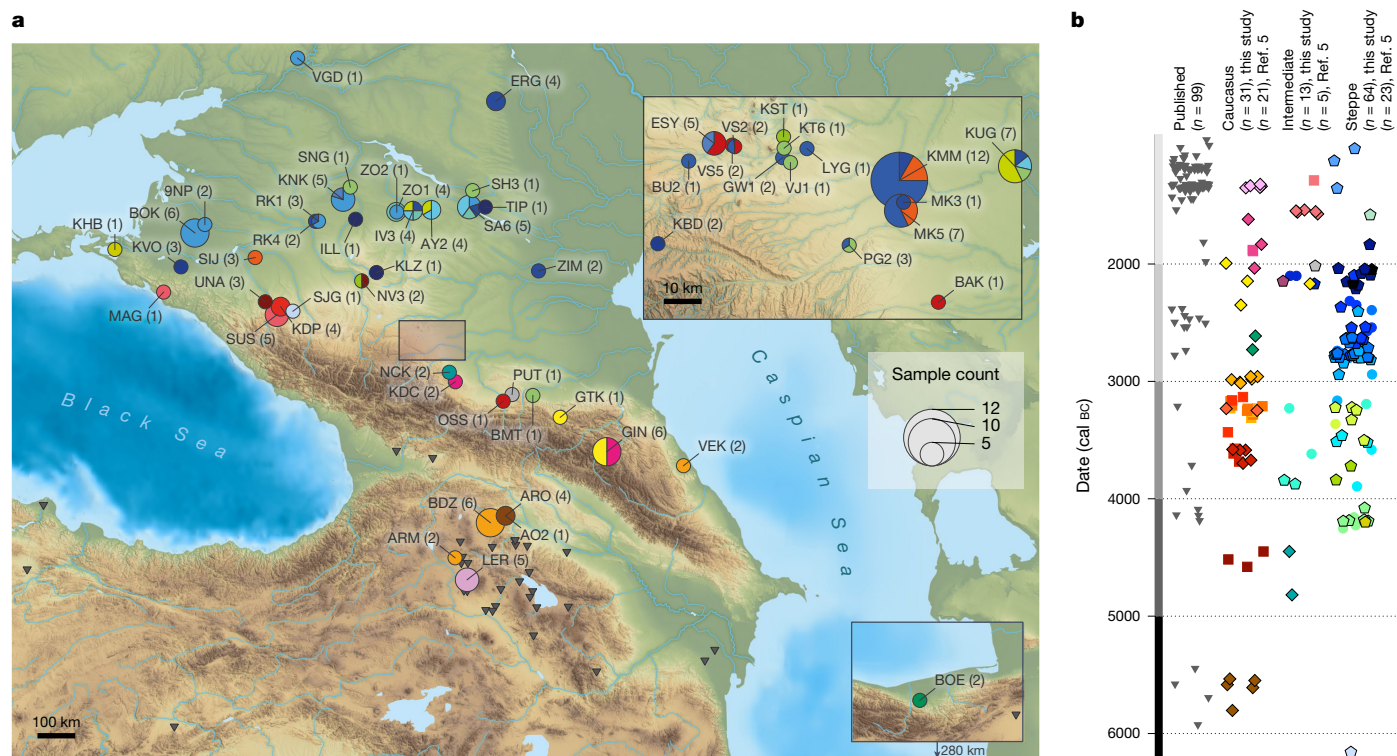 a
VGD (1)
ERG (4)
SNG (1)
ZO2 (1)
KNK (5)
ZO1 (4)
SH3 (1)
9NP (2)
RK1 (3)
TIP (1)
BOK (6)
KHB (1)
SA6 (5)
RK4 (2)
IV3 (4)
AY2 (4)
KVO (3)
ILL (1)
SIJ (3)
KLZ (1)
ZIM (2)
UNA (3)
SJG (1)
NV3 (2)
MAG (1)
KDP (4)
SUS (5)
NCK (2)
PUT (1)
KDC (2)
GTK (1)
OSS (1)
BMT (1)
GIN (6)
VEK (2)
BDZ (6)
ARO (4)
ARM (2)
AO2 (1)
LER (5)
Black Sea
Caspian Sea
100 km
KST (1)
ESY (5)
VS2 (2)
KT6 (1)
KUG (7)
LYG (1)
KMM (12)
VS5 (2)
BU2 (1)
GW1 (2)
VJ1 (1)
MK3 (1)
KBD (2)
MK5 (7)
PG2 (3)
BAK (1)
10 km
Sample count
12
10
5
BOE (2)
280 km
b
Published
(n = 99)
Caucasus
(n = 31), this study
(n = 21), Ref. 5
Intermediate
(n = 13), this study
(n = 5), Ref. 5
Steppe
(n = 64), this study
(n = 23), Ref. 5
Date (cal BC)
2000
3000
4000
5000
6000